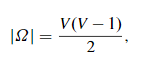 |Ω| = V(V − 1) / 2,